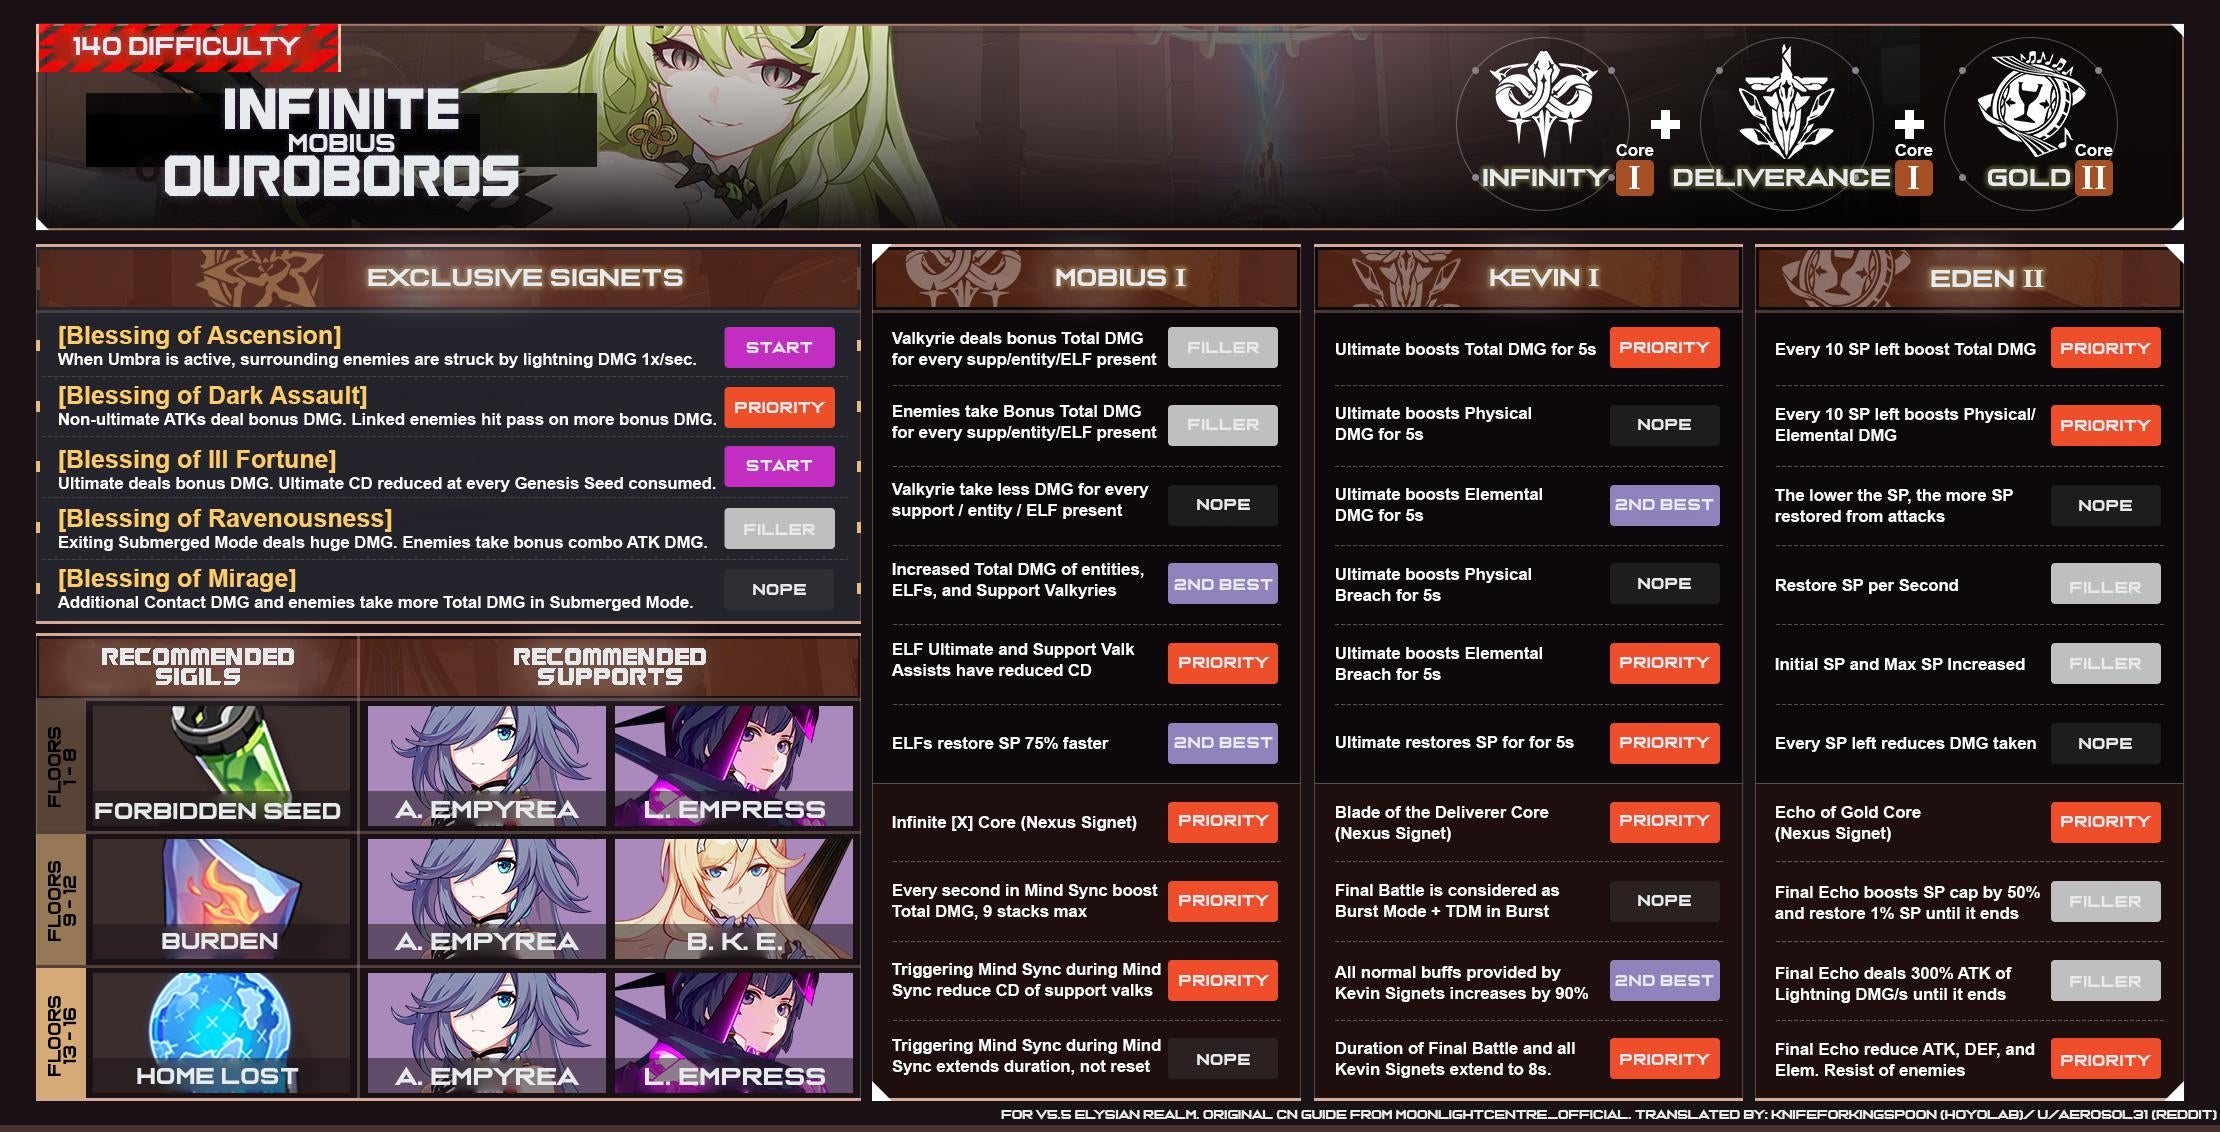 140 DIFFICULTY
INFINITE
MOBIUS
OUROBOROS
INFINITY
Core
I
DELIVERANCE
Core
I
GOLD
Core
II
EXCLUSIVE SIGNETS
[Blessing of Ascension]
When Umbra is active, surrounding enemies are struck by lightning DMG 1x/sec.
START
[Blessing of Dark Assault]
Non-ultimate ATKs deal bonus DMG. Linked enemies hit pass on more bonus DMG.
PRIORITY
[Blessing of Ill Fortune]
Ultimate deals bonus DMG. Ultimate CD reduced at every Genesis Seed consumed.
START
[Blessing of Ravenousness]
Exiting Submerged Mode deals huge DMG. Enemies take bonus combo ATK DMG.
FILLER
[Blessing of Mirage]
Additional Contact DMG and enemies take more Total DMG in Submerged Mode.
NOPE
RECOMMENDED
SIGILS
RECOMMENDED
SUPPORTS
FLOORS
1-8
FORBIDDEN SEED
A. EMPYREA
L. EMPRESS
FLOORS
9-12
BURDEN
A. EMPYREA
B. K. E.
FLOORS
13-16
HOME LOST
A. EMPYREA
L. EMPRESS
MOBIUS I
Valkyrie deals bonus Total DMG
for every supp/entity/ELF present
FILLER
Enemies take Bonus Total DMG
for every supp/entity/ELF present
FILLER
Valkyrie take less DMG for every
support / entity / ELF present
NOPE
Increased Total DMG of entities,
ELFs, and Support Valkyries
2ND BEST
ELF Ultimate and Support Valk
Assists have reduced CD
PRIORITY
ELFs restore SP 75% faster
2ND BEST
Infinite [X] Core (Nexus Signet)
PRIORITY
Every second in Mind Sync boost
Total DMG, 9 stacks max
PRIORITY
Triggering Mind Sync during Mind
Sync reduce CD of support valks
PRIORITY
Triggering Mind Sync during Mind
Sync extends duration, not reset
NOPE
KEVIN I
Ultimate boosts Total DMG for 5s
PRIORITY
Ultimate boosts Physical
DMG for 5s
NOPE
Ultimate boosts Elemental
DMG for 5s
2ND BEST
Ultimate boosts Physical
Breach for 5s
NOPE
Ultimate boosts Elemental
Breach for 5s
PRIORITY
Ultimate restores SP for for 5s
PRIORITY
Blade of the Deliverer Core
(Nexus Signet)
PRIORITY
Final Battle is considered as
Burst Mode + TDM in Burst
NOPE
All normal buffs provided by
Kevin Signets increases by 90%
2ND BEST
Duration of Final Battle and all
Kevin Signets extend to 8s.
PRIORITY
EDEN II
Every 10 SP left boost Total DMG
PRIORITY
Every 10 SP left boosts Physical/
Elemental DMG
PRIORITY
The lower the SP, the more SP
restored from attacks
NOPE
Restore SP per Second
FILLER
Initial SP and Max SP Increased
FILLER
Every SP left reduces DMG taken
NOPE
Echo of Gold Core
(Nexus Signet)
PRIORITY
Final Echo boosts SP cap by 50%
and restore 1% SP until it ends
FILLER
Final Echo deals 300% ATK of
Lightning DMG/s until it ends
FILLER
Final Echo reduce ATK, DEF, and
Elem. Resist of enemies
PRIORITY
FOR V5.5 ELYSIAN REALM. ORIGINAL CN GUIDE FROM MOONLIGHTCENTRE_OFFICIAL. TRANSLATED BY: KNIFEFORKINGSPOON (HOYOLAB)/ U/AEROSOL31 (REDDIT)